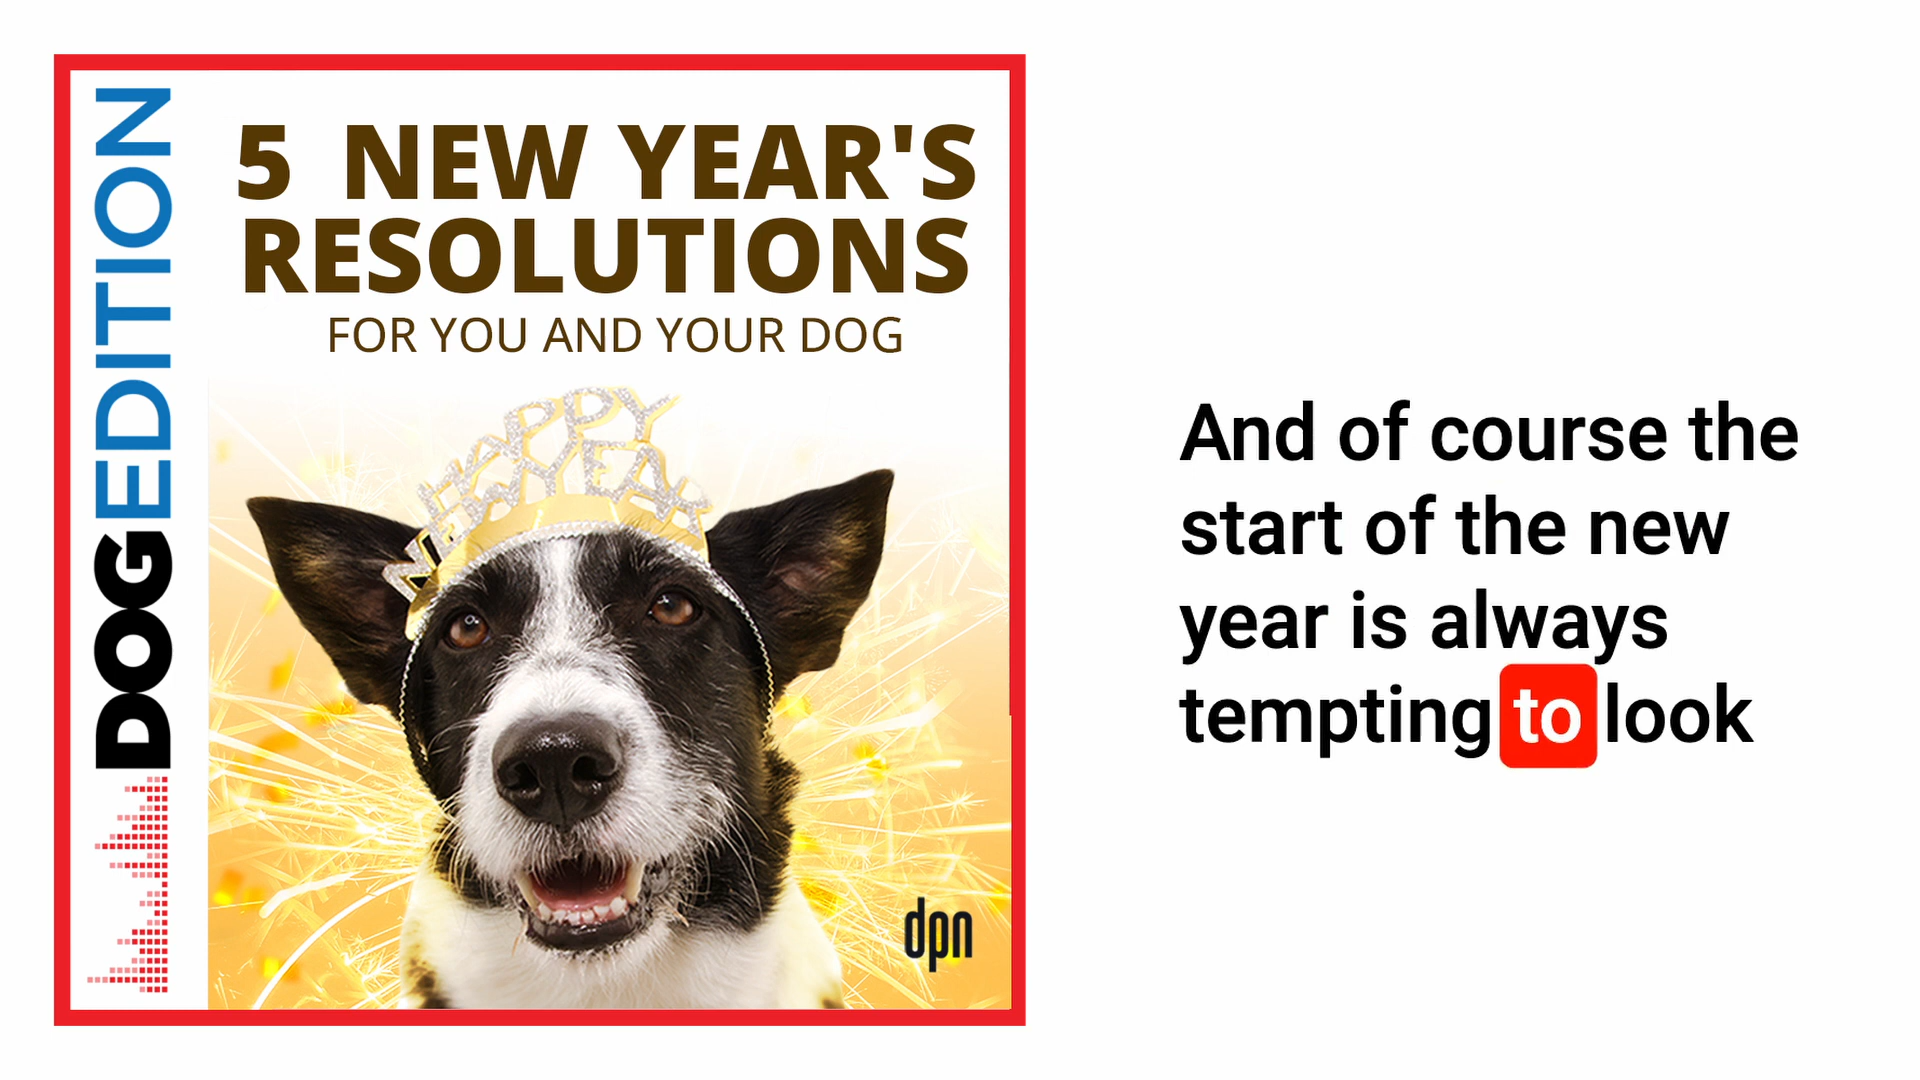 DOGEDITION
5 NEW YEAR'S
RESOLUTIONS
FOR YOU AND YOUR DOG
HAPPY
NEW YEAR
dpn
And of course the
start of the new
year is always
tempting to look